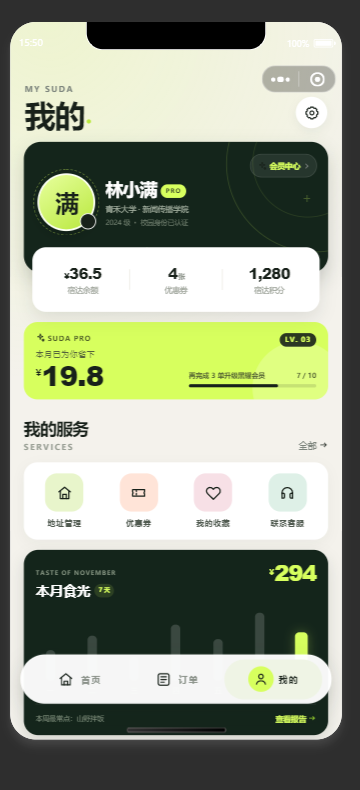 15:50
100%
MY SUDA
我的
会员中心
满
林小满 PRO
青禾大学 · 新闻传播学院
2024 级 · 校园身份已认证
¥36.5
宿达余额
4张
优惠券
1,280
宿达积分
SUDA PRO
LV. 03
本月已为你省下
¥19.8
再完成 3 单升级黑耀会员 7 / 10
我的服务
SERVICES
全部 →
地址管理
优惠券
我的收藏
联系客服
TASTE OF NOVEMBER
¥294
本月食光 7 天
首页
订单
我的
本周最常点：山野拌饭
查看报告 →